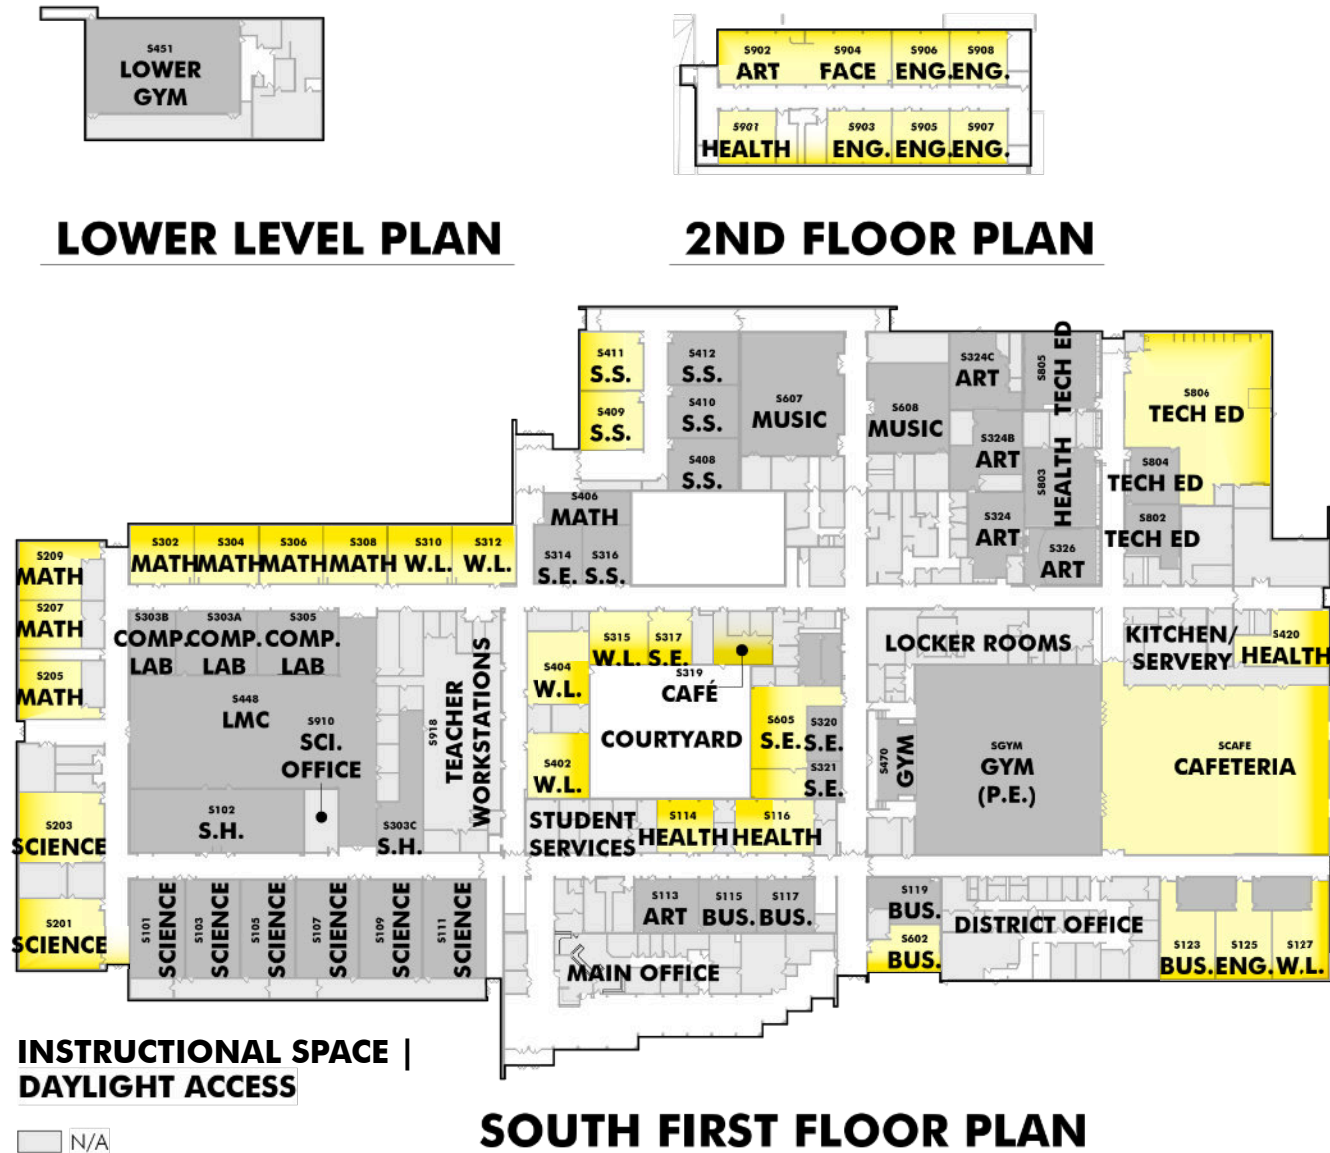 S451
LOWER
GYM
S902
ART
S904
FACE
S906
ENG.
S908
ENG.
S901
HEALTH
S903
ENG.
S905
ENG.
S907
ENG.
LOWER LEVEL PLAN
2ND FLOOR PLAN
S411
S.S.
S412
S.S.
S409
S.S.
S410
S.S.
S408
S.S.
S607
MUSIC
S608
MUSIC
S324C
ART
S324B
ART
S324
ART
S326
ART
S805
TECH ED
S803
HEALTH
S806
TECH ED
S804
TECH ED
S802
TECH ED
S406
MATH
S314
S.E.
S316
S.S.
S302
MATH
S304
MATH
S306
MATH
S308
MATH
S310
W.L.
S312
W.L.
S209
MATH
S207
MATH
S205
MATH
S303B
COMP.
LAB
S303A
COMP.
LAB
S305
COMP.
LAB
S448
LMC
S910
SCI.
OFFICE
S918
TEACHER
WORKSTATIONS
S404
W.L.
S315
W.L.
S317
S.E.
S319
CAFÉ
COURTYARD
S402
W.L.
S605
S.E.
S320
S.E.
S321
S.E.
LOCKER ROOMS
KITCHEN/
SERVERY
S420
HEALTH
S470
GYM
SGYM
GYM
(P.E.)
SCAFE
CAFETERIA
S203
SCIENCE
S102
S.H.
S303C
S.H.
STUDENT
SERVICES
S114
HEALTH
S116
HEALTH
S201
SCIENCE
S101
SCIENCE
S103
SCIENCE
S105
SCIENCE
S107
SCIENCE
S109
SCIENCE
S111
SCIENCE
S113
ART
S115
BUS.
S117
BUS.
MAIN OFFICE
S119
BUS.
S602
BUS.
DISTRICT OFFICE
S123
BUS.
S125
ENG.
S127
W.L.
INSTRUCTIONAL SPACE |
DAYLIGHT ACCESS
N/A
SOUTH FIRST FLOOR PLAN